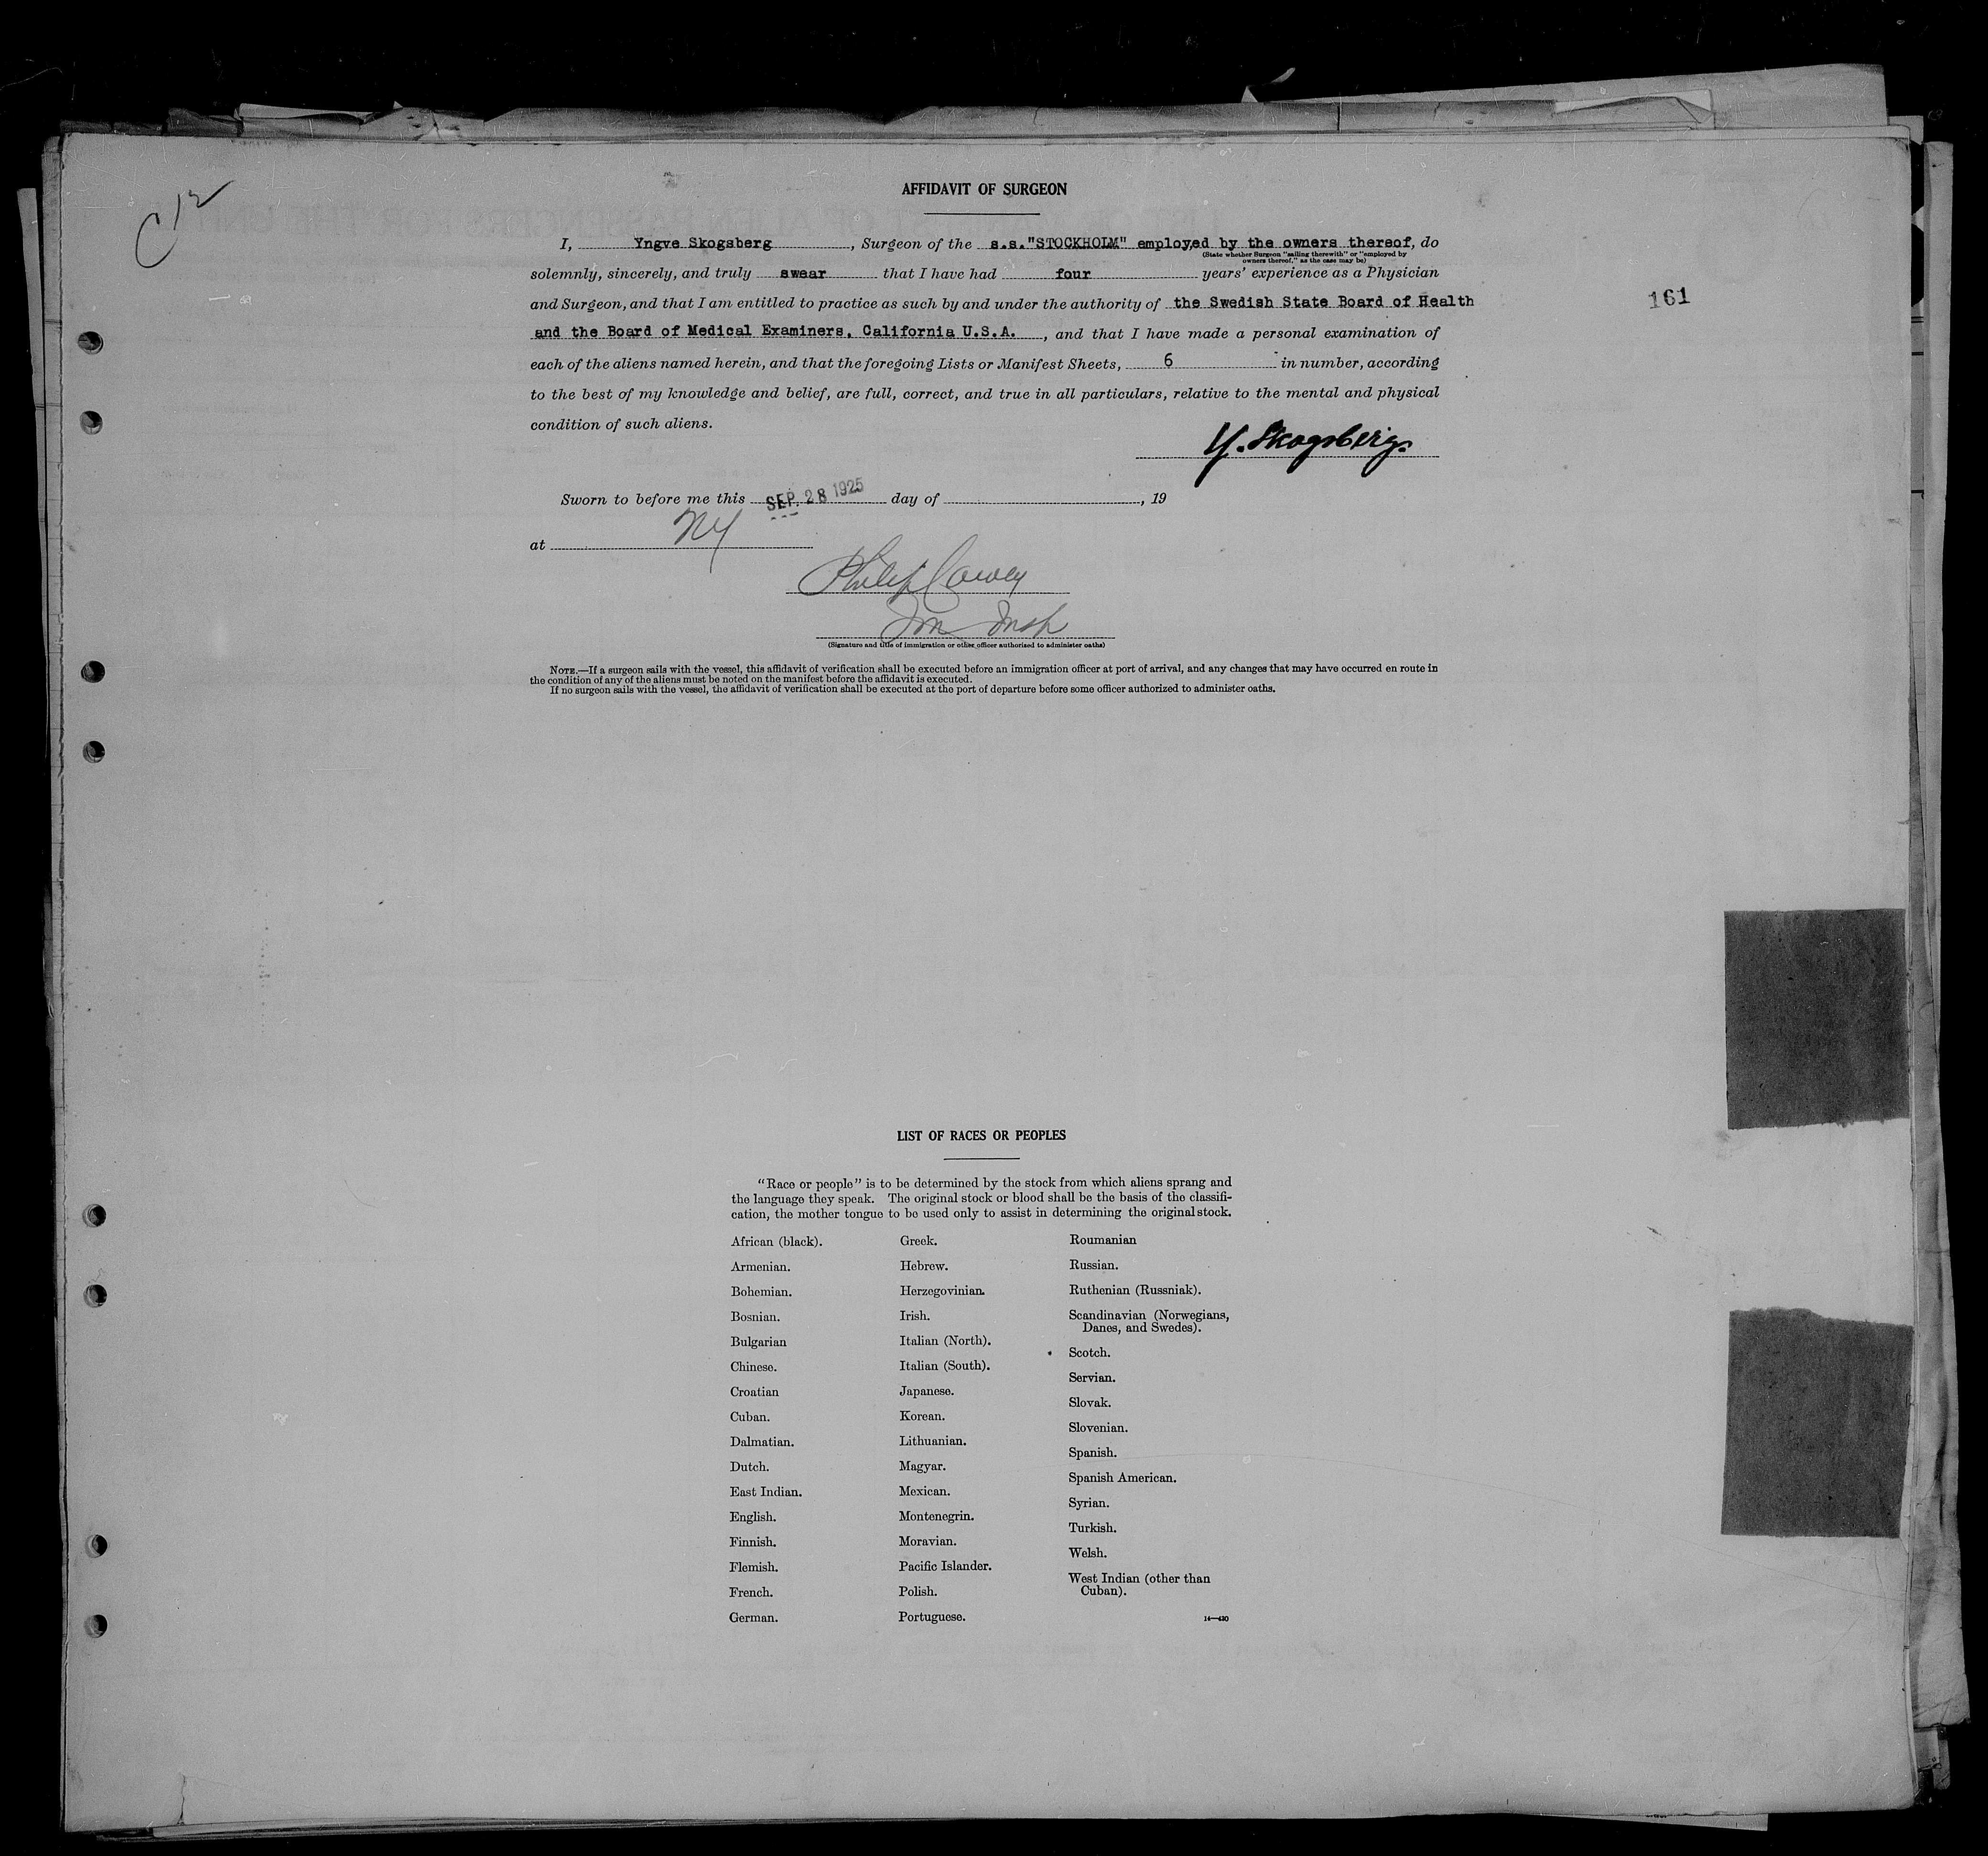 C12
AFFIDAVIT OF SURGEON
I, Yngve Skogsberg, Surgeon of the s.s."STOCKHOLM" employed by the owners thereof, do
(State whether Surgeon "sailing therewith" or "employed by
owners thereof," as the case may be)
solemnly, sincerely, and truly swear that I have had four years' experience as a Physician
and Surgeon, and that I am entitled to practice as such by and under the authority of the Swedish State Board of Health
161
and the Board of Medical Examiners, California U.S.A., and that I have made a personal examination of
each of the aliens named herein, and that the foregoing Lists or Manifest Sheets, 6 in number, according
to the best of my knowledge and belief, are full, correct, and true in all particulars, relative to the mental and physical
condition of such aliens.
Y. Skogsberg
Sworn to before me this SEP. 28 1925 day of , 19
at NY
Philip Cowen
Imm Insp
(Signature and title of immigration or other officer authorized to administer oaths)
NOTE.—If a surgeon sails with the vessel, this affidavit of verification shall be executed before an immigration officer at port of arrival, and any changes that may have occurred en route in
the condition of any of the aliens must be noted on the manifest before the affidavit is executed.
If no surgeon sails with the vessel, the affidavit of verification shall be executed at the port of departure before some officer authorized to administer oaths.
LIST OF RACES OR PEOPLES
"Race or people" is to be determined by the stock from which aliens sprang and
the language they speak. The original stock or blood shall be the basis of the classifi-
cation, the mother tongue to be used only to assist in determining the original stock.
African (black).
Armenian.
Bohemian.
Bosnian.
Bulgarian
Chinese.
Croatian
Cuban.
Dalmatian.
Dutch.
East Indian.
English.
Finnish.
Flemish.
French.
German.
Greek.
Hebrew.
Herzegovinian.
Irish.
Italian (North).
Italian (South).
Japanese.
Korean.
Lithuanian.
Magyar.
Mexican.
Montenegrin.
Moravian.
Pacific Islander.
Polish.
Portuguese.
Roumanian
Russian.
Ruthenian (Russniak).
Scandinavian (Norwegians,
Danes, and Swedes).
Scotch.
Servian.
Slovak.
Slovenian.
Spanish.
Spanish American.
Syrian.
Turkish.
Welsh.
West Indian (other than
Cuban).
14—430